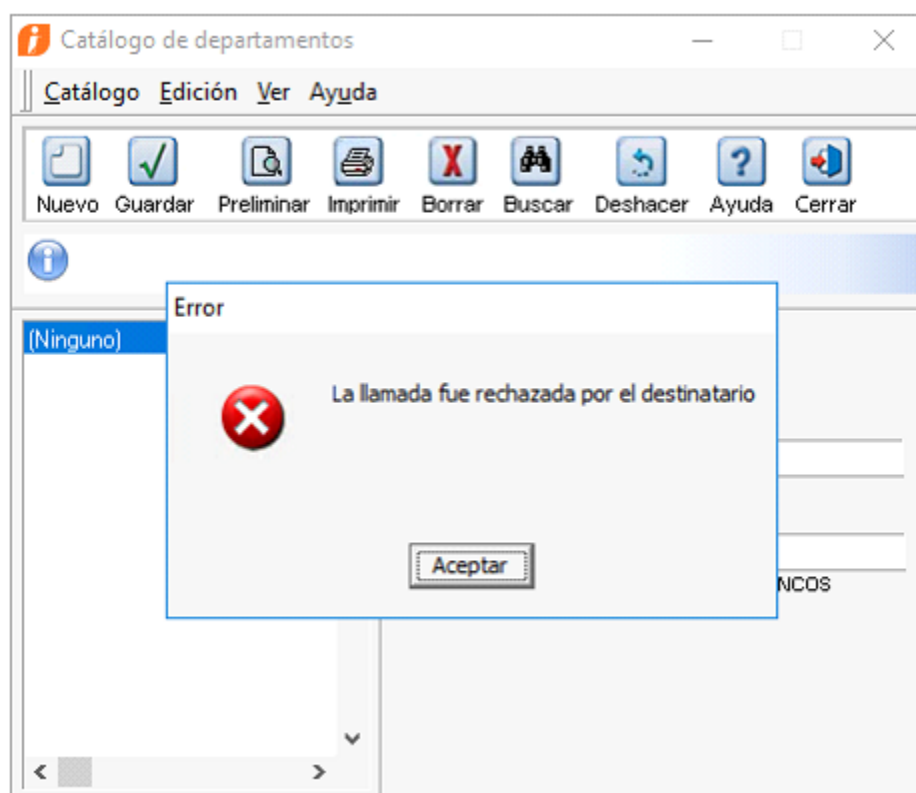 Catálogo de departamentos
Catálogo Edición Ver Ayuda
Nuevo Guardar Preliminar Imprimir Borrar Buscar Deshacer Ayuda Cerrar
Error
(Ninguno)
La llamada fue rechazada por el destinatario
Aceptar
NCOS